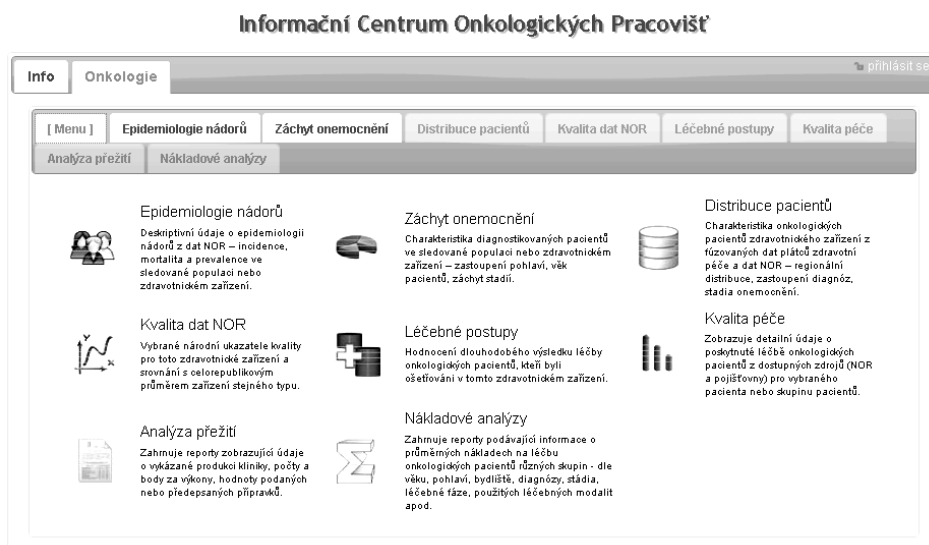 Informační Centrum Onkologických Pracovišť
Info
Onkologie
přihlásit se
[ Menu ]
Epidemiologie nádorů
Záchyt onemocnění
Distribuce pacientů
Kvalita dat NOR
Léčebné postupy
Kvalita péče
Analýza přežití
Nákladové analýzy
Epidemiologie nádorů
Deskriptivní údaje o epidemiologii
nádorů z dat NOR – incidence,
mortalita a prevalence ve
sledované populaci nebo
zdravotnickém zařízení.
Záchyt onemocnění
Charakteristika diagnostikovaných pacientů
ve sledované populaci nebo zdravotnickém
zařízení – zastoupení pohlaví, věk
pacientů, záchyt stadií.
Distribuce pacientů
Charakteristika onkologických
pacientů zdravotnického zařízení z
fúzovaných dat plátců zdravotní
péče a dat NOR – regionální
distribuce, zastoupení diagnóz,
stadia onemocnění.
Kvalita dat NOR
Vybrané národní ukazatele kvality
pro toto zdravotnické zařízení a
srovnání s celorepublikovým
průměrem zařízení stejného typu.
Léčebné postupy
Hodnocení dlouhodobého výsledku léčby
onkologických pacientů, kteří byli
ošetřováni v tomto zdravotnickém zařízení.
Kvalita péče
Zobrazuje detailní údaje o
poskytnuté léčbě onkologických
pacientů z dostupných zdrojů (NOR
a pojišťovny) pro vybraného
pacienta nebo skupinu pacientů.
Analýza přežití
Zahrnuje reporty zobrazující údaje
o vykázané produkci kliniky, počty a
body za výkony, hodnoty podaných
nebo předepsaných přípravků.
Nákladové analýzy
Zahrnuje reporty podávající informace o
průměrných nákladech na léčbu
onkologických pacientů různých skupin - dle
věku, pohlaví, bydliště, diagnózy, stádia,
léčebné fáze, použitých léčebných modalit
apod.